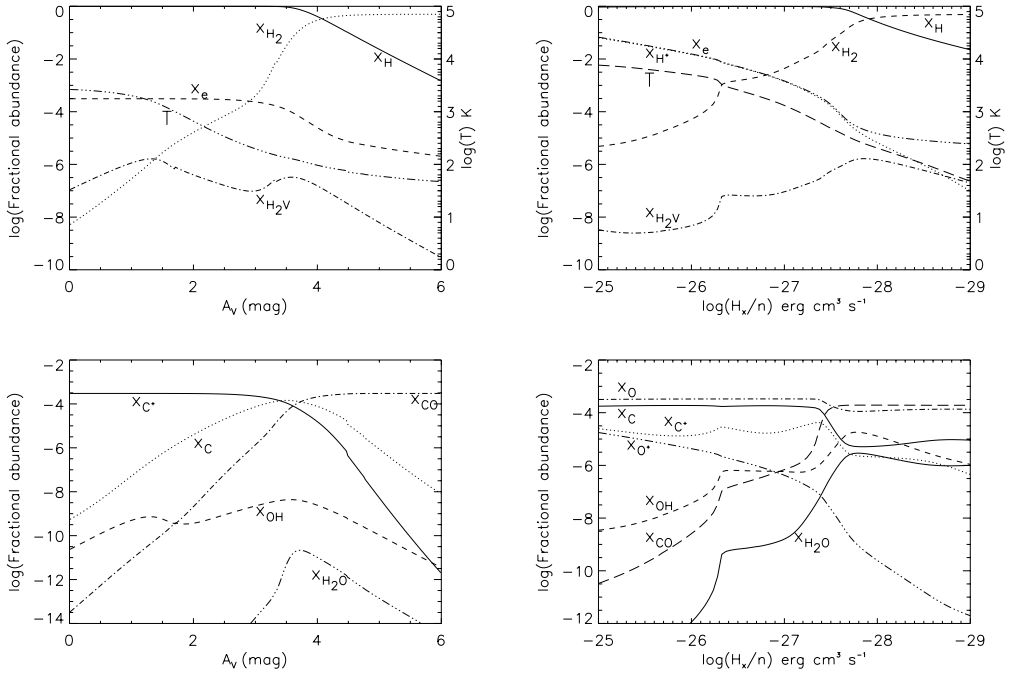 log(Fractional abundance)
0
−2
−4
−6
−8
−10
X_H2
X_H
X_e
T
X_H2V
5
4
3
2
1
0
log(T) K
0 2 4 6
A_V (mag)
log(Fractional abundance)
0
−2
−4
−6
−8
−10
X_e
X_H+
T
X_H2
X_H
X_H2V
5
4
3
2
1
0
log(T) K
−25 −26 −27 −28 −29
log(H_x/n) erg cm³ s⁻¹
log(Fractional abundance)
−2
−4
−6
−8
−10
−12
−14
X_C+
X_CO
X_C
X_OH
X_H2O
0 2 4 6
A_V (mag)
log(Fractional abundance)
−2
−4
−6
−8
−10
−12
X_O
X_C
X_C+
X_O+
X_OH
X_CO
X_H2O
−25 −26 −27 −28 −29
log(H_x/n) erg cm³ s⁻¹